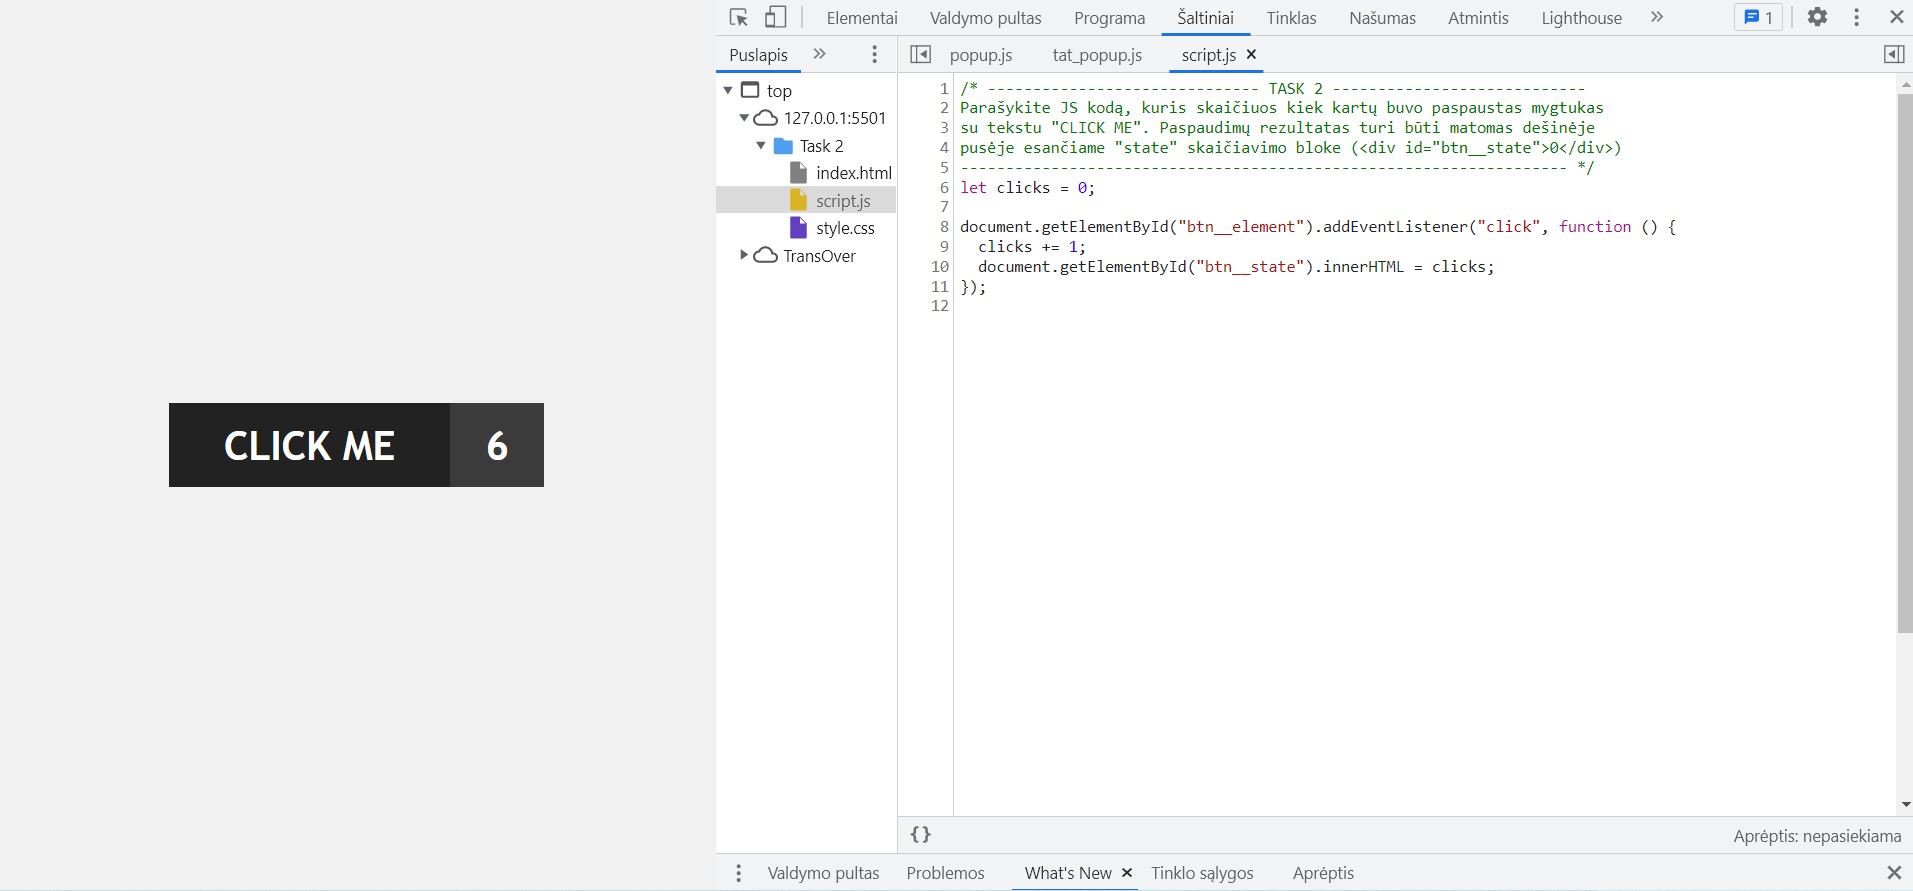 CLICK ME 6
Elementai Valdymo pultas Programa Šaltiniai Tinklas Našumas Atmintis Lighthouse 1
Puslapis popup.js tat_popup.js script.js
top
127.0.0.1:5501
Task 2
index.html
script.js
style.css
TransOver
1 /* ------------------------------ TASK 2 ----------------------------
2 Parašykite JS kodą, kuris skaičiuos kiek kartų buvo paspaustas mygtukas
3 su tekstu "CLICK ME". Paspaudimų rezultatas turi būti matomas dešinėje
4 pusėje esančiame "state" skaičiavimo bloke (<div id="btn__state">0</div>)
5 ------------------------------------------------------------------- */
6 let clicks = 0;
7
8 document.getElementById("btn__element").addEventListener("click", function () {
9   clicks += 1;
10   document.getElementById("btn__state").innerHTML = clicks;
11 });
12
{} Aprėptis: nepasiekiama
Valdymo pultas Problemos What's New Tinklo sąlygos Aprėptis